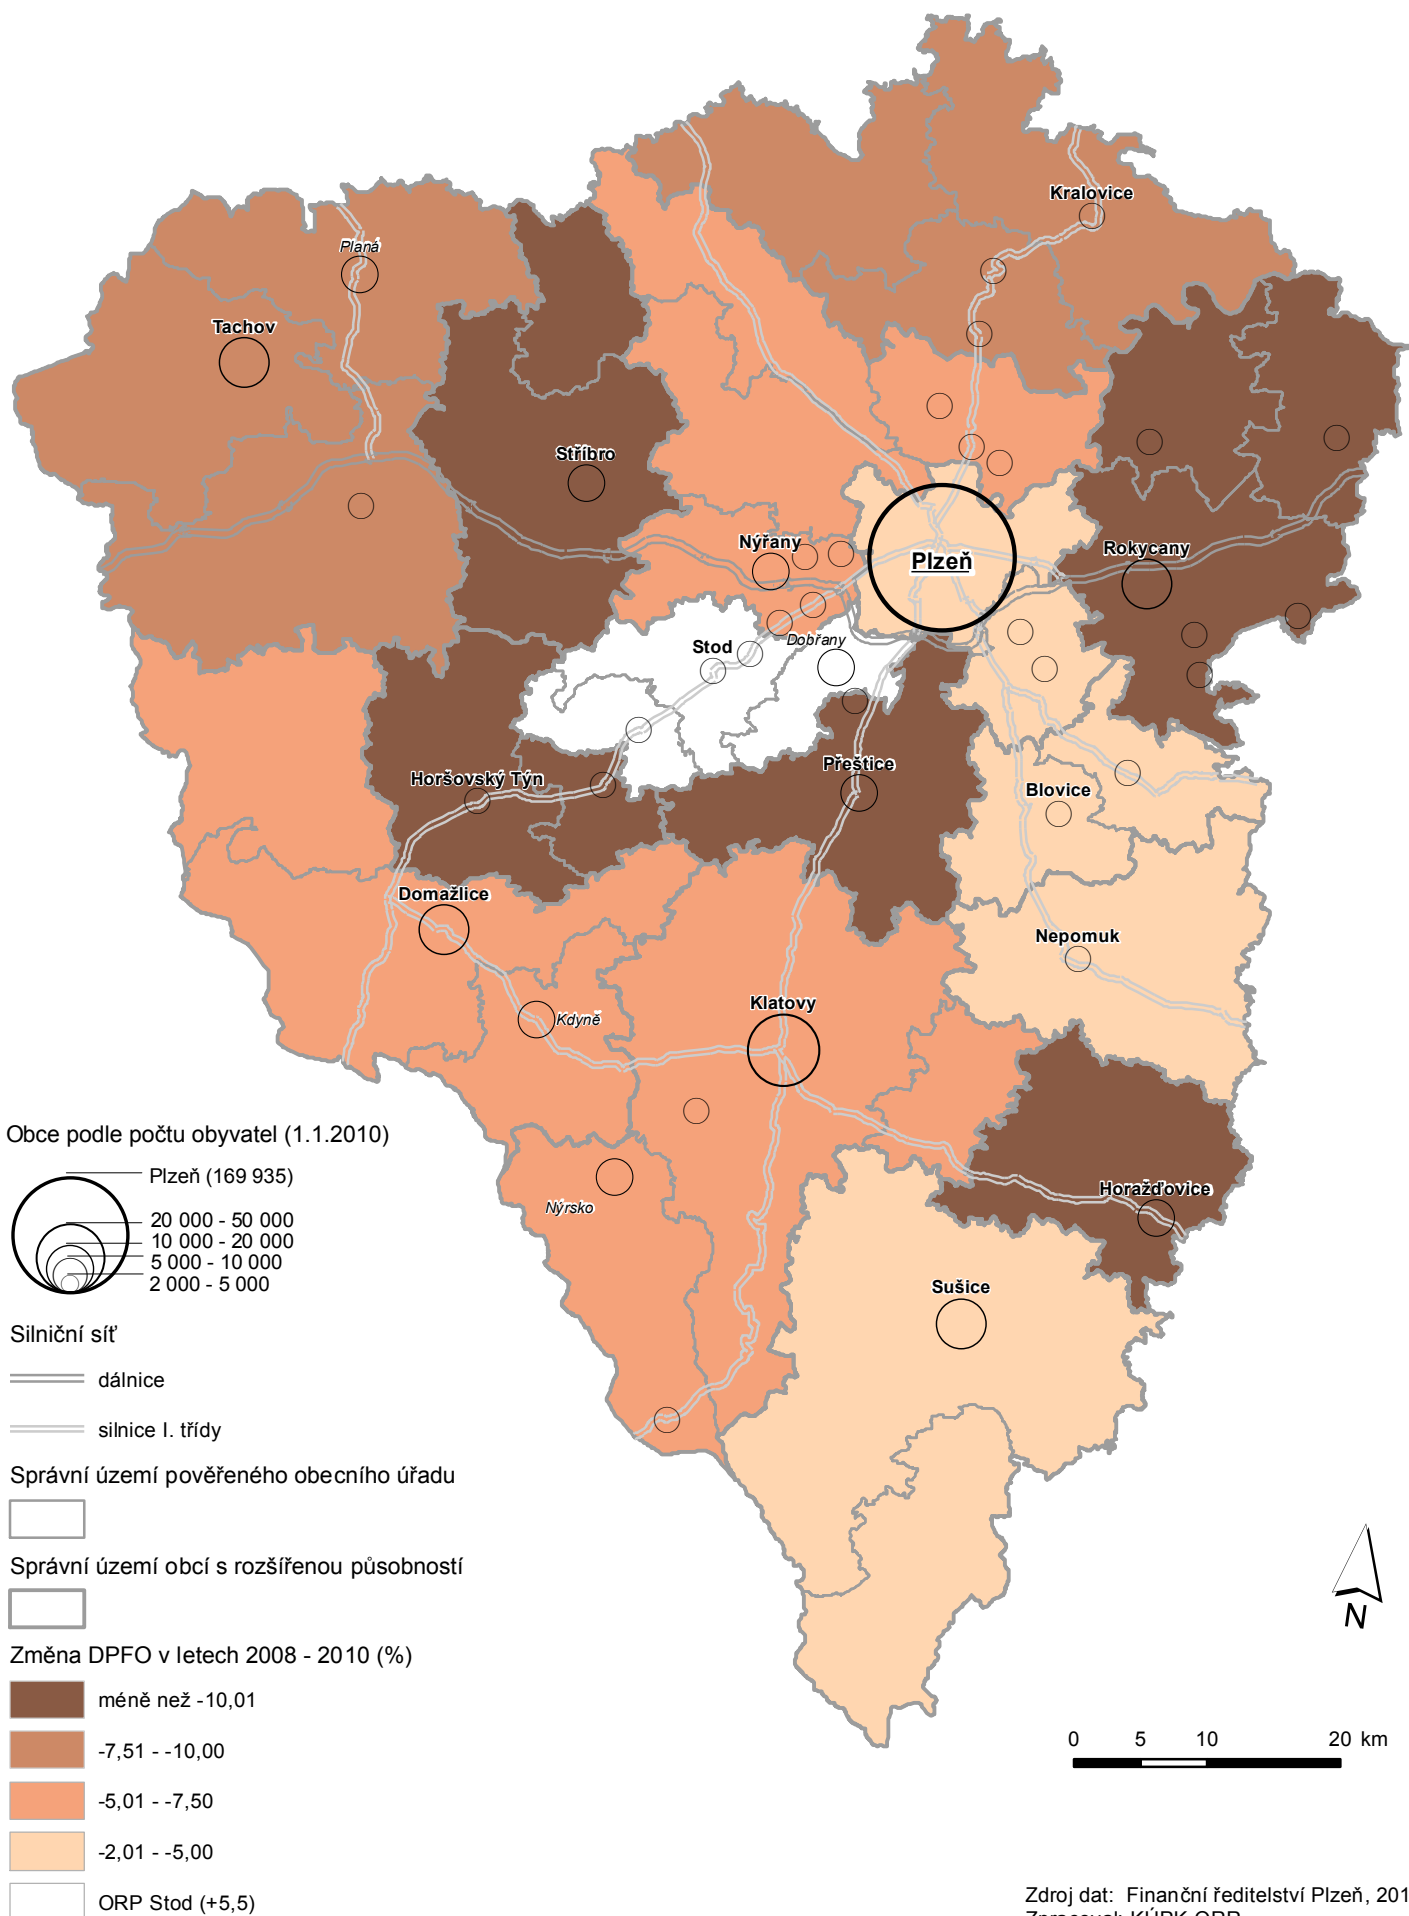 Kralovice
Planá
Tachov
Stříbro
Nýřany
Plzeň
Rokycany
Stod
Dobřany
Horšovský Týn
Přeštice
Blovice
Domažlice
Nepomuk
Kdyně
Klatovy
Nýrsko
Horažďovice
Sušice
Obce podle počtu obyvatel (1.1.2010)
Plzeň (169 935)
20 000 - 50 000
10 000 - 20 000
5 000 - 10 000
2 000 - 5 000
Silniční síť
dálnice
silnice I. třídy
Správní území pověřeného obecního úřadu
Správní území obcí s rozšířenou působností
Změna DPFO v letech 2008 - 2010 (%)
méně než -10,01
-7,51 - -10,00
-5,01 - -7,50
-2,01 - -5,00
ORP Stod (+5,5)
N
0 5 10 20 km
Zdroj dat: Finanční ředitelství Plzeň, 201